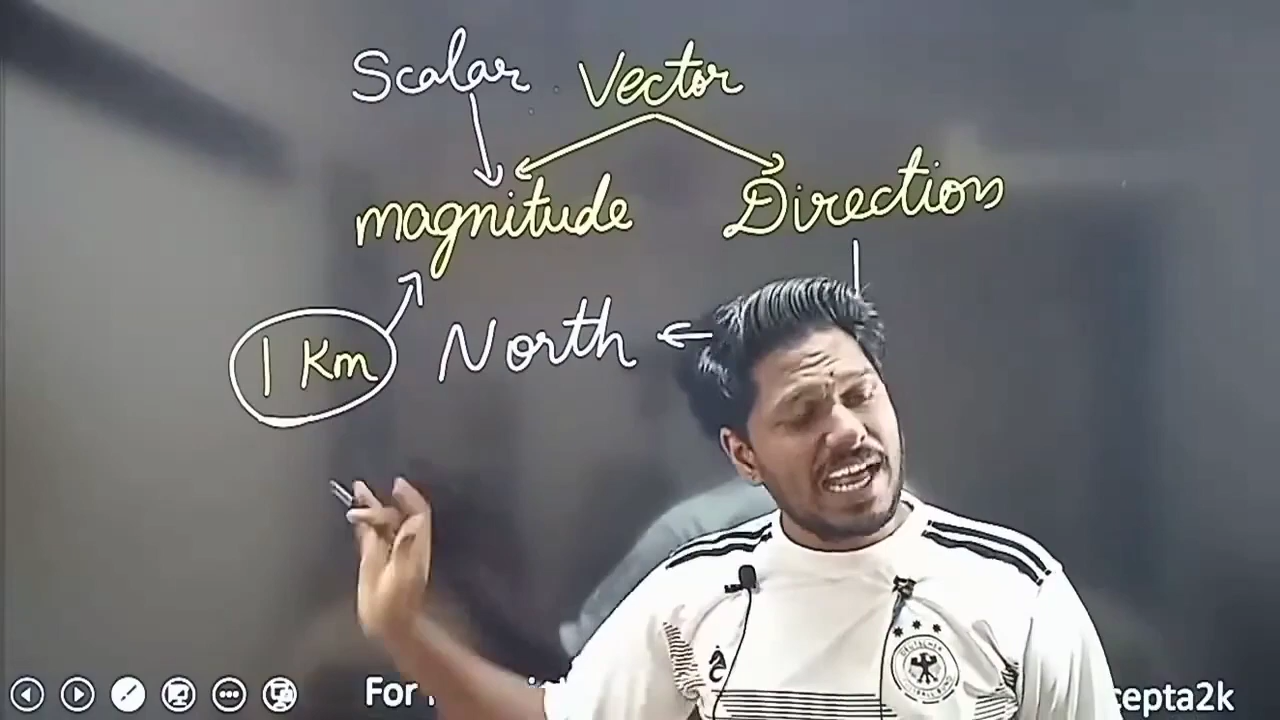 Scalar Vector
magnitude Direction
1 Km North
For
cepta2k